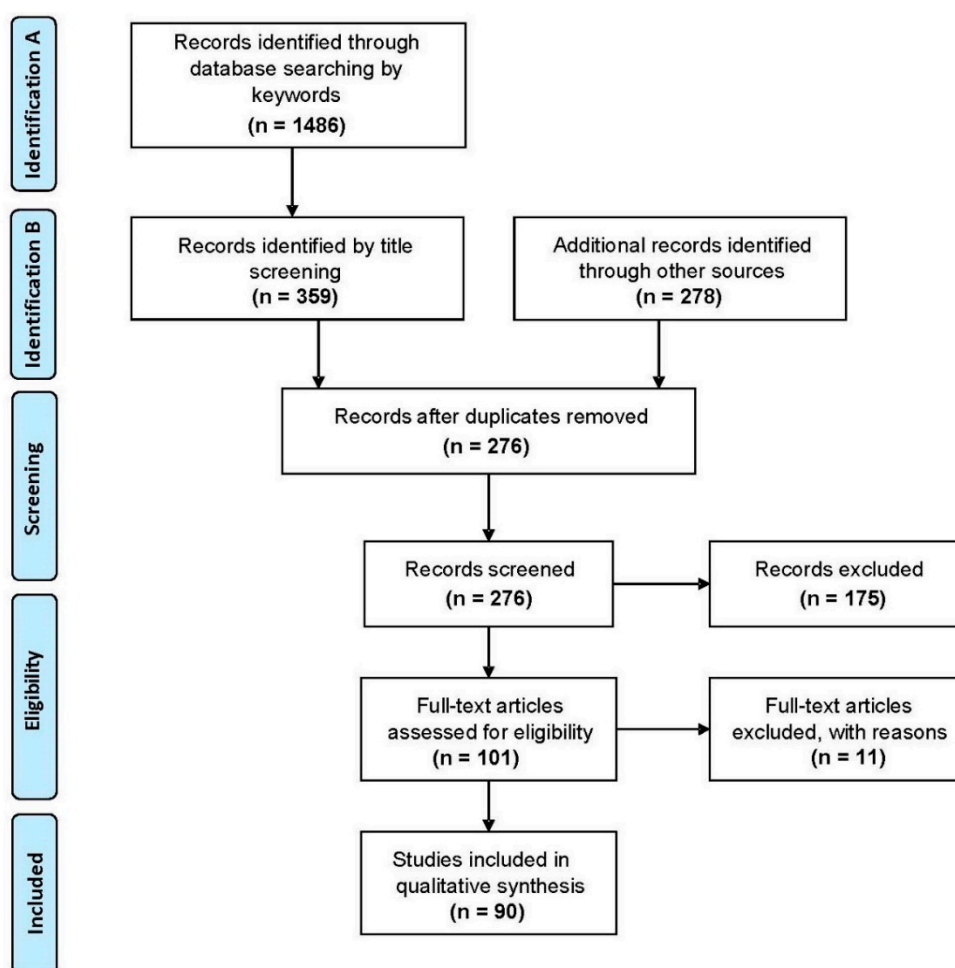 Identification A
Records identified through
database searching by
keywords
(n = 1486)
Identification B
Records identified by title
screening
(n = 359)
Additional records identified
through other sources
(n = 278)
Screening
Records after duplicates removed
(n = 276)
Records screened
(n = 276)
Records excluded
(n = 175)
Eligibility
Full-text articles
assessed for eligibility
(n = 101)
Full-text articles
excluded, with reasons
(n = 11)
Included
Studies included in
qualitative synthesis
(n = 90)